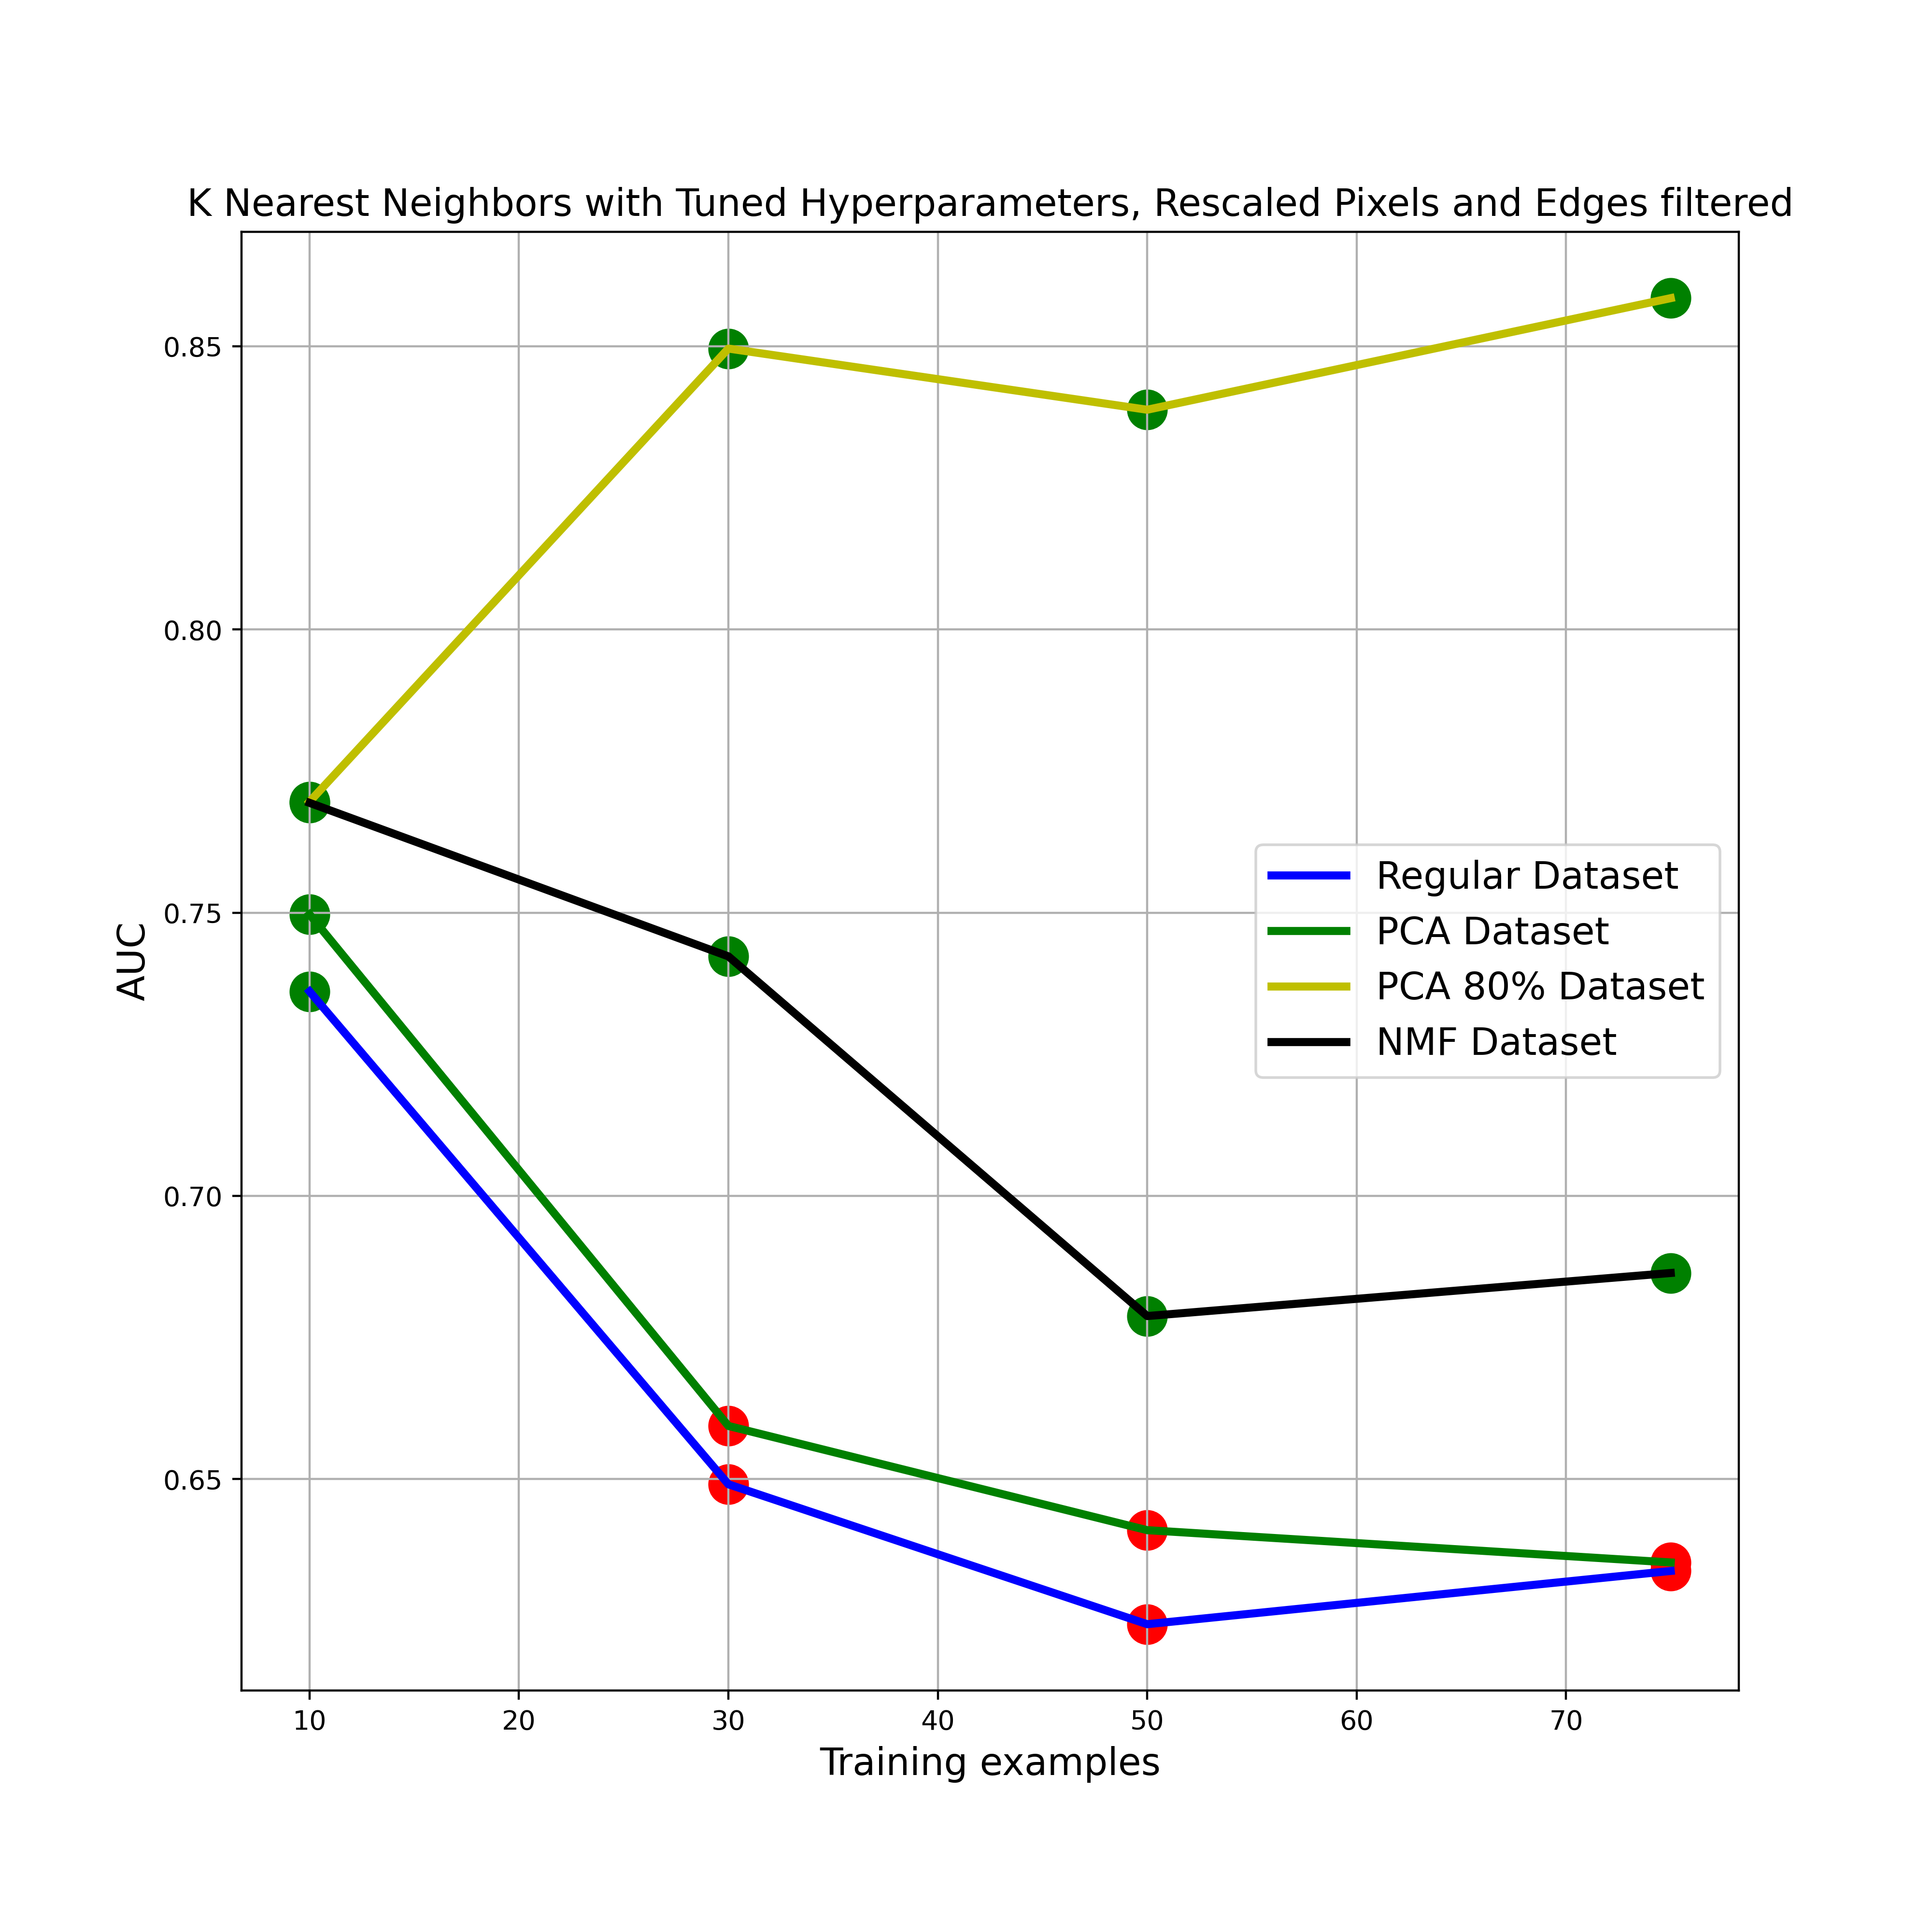 K Nearest Neighbors with Tuned Hyperparameters, Rescaled Pixels and Edges filtered
0.85
0.80
0.75
0.70
0.65
AUC
Regular Dataset
PCA Dataset
PCA 80% Dataset
NMF Dataset
10 20 30 40 50 60 70
Training examples